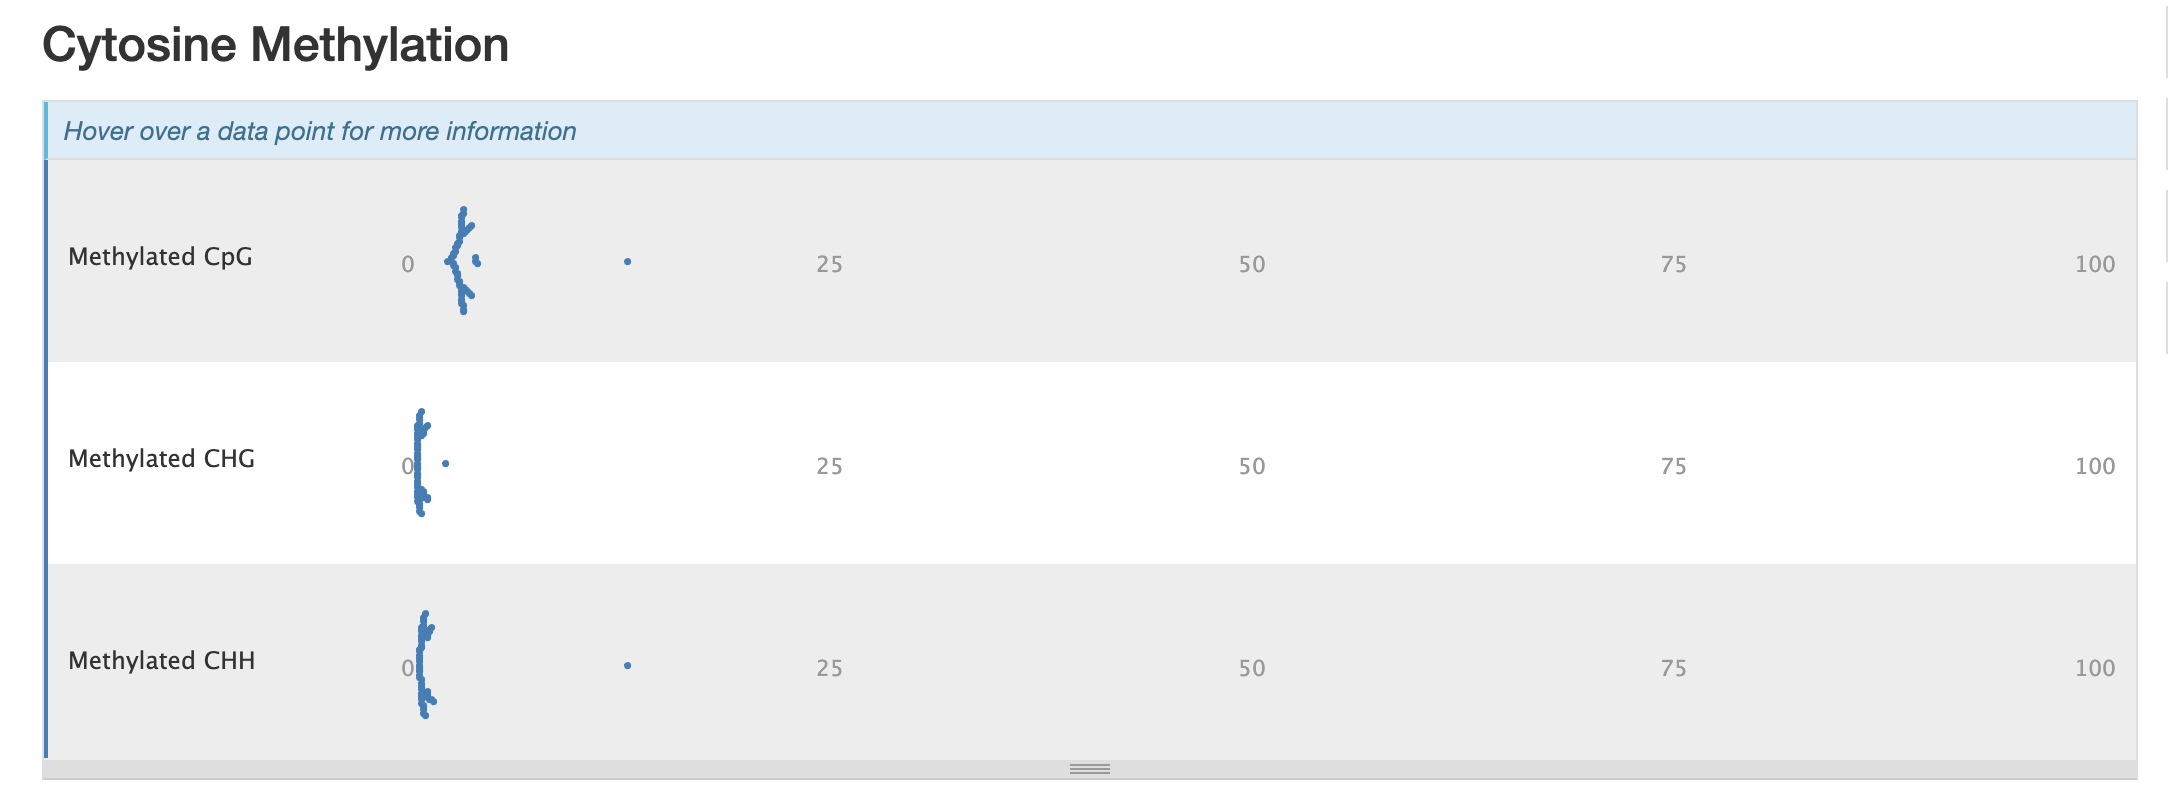 Cytosine Methylation
Hover over a data point for more information
Methylated CpG
0 25 50 75 100
Methylated CHG
0 25 50 75 100
Methylated CHH
0 25 50 75 100